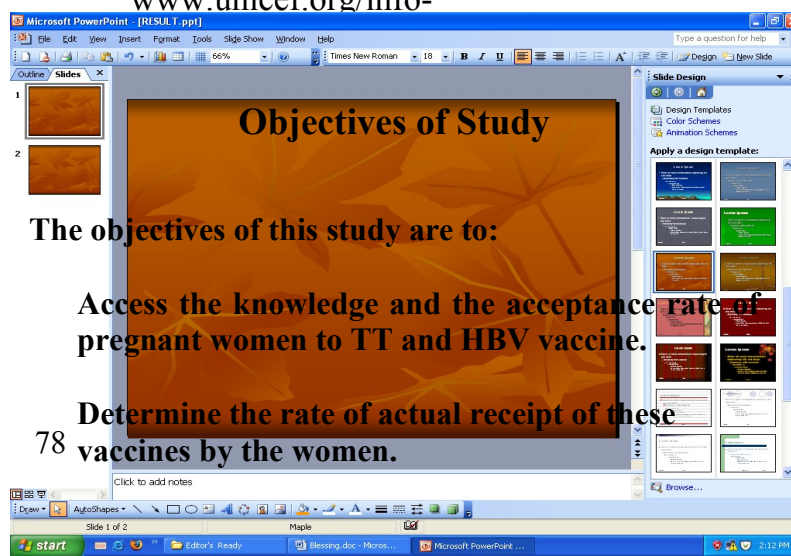 www.unicef.org/info-
Microsoft PowerPoint - [RESULT.ppt]
File Edit View Insert Format Tools Slide Show Window Help
Type a question for help
66%
Times New Roman 18 B I U
Design New Slide
Outline Slides
1
2
Objectives of Study
The objectives of this study are to:
Access the knowledge and the acceptance rate of
pregnant women to TT and HBV vaccine.
Determine the rate of actual receipt of these
78 vaccines by the women.
Slide Design
Design Templates
Color Schemes
Animation Schemes
Apply a design template:
Browse...
Click to add notes
Draw AutoShapes
Slide 1 of 2 Maple
start Editor's Ready Blessing.doc - Micros... Microsoft PowerPoint ... 2:12 PM